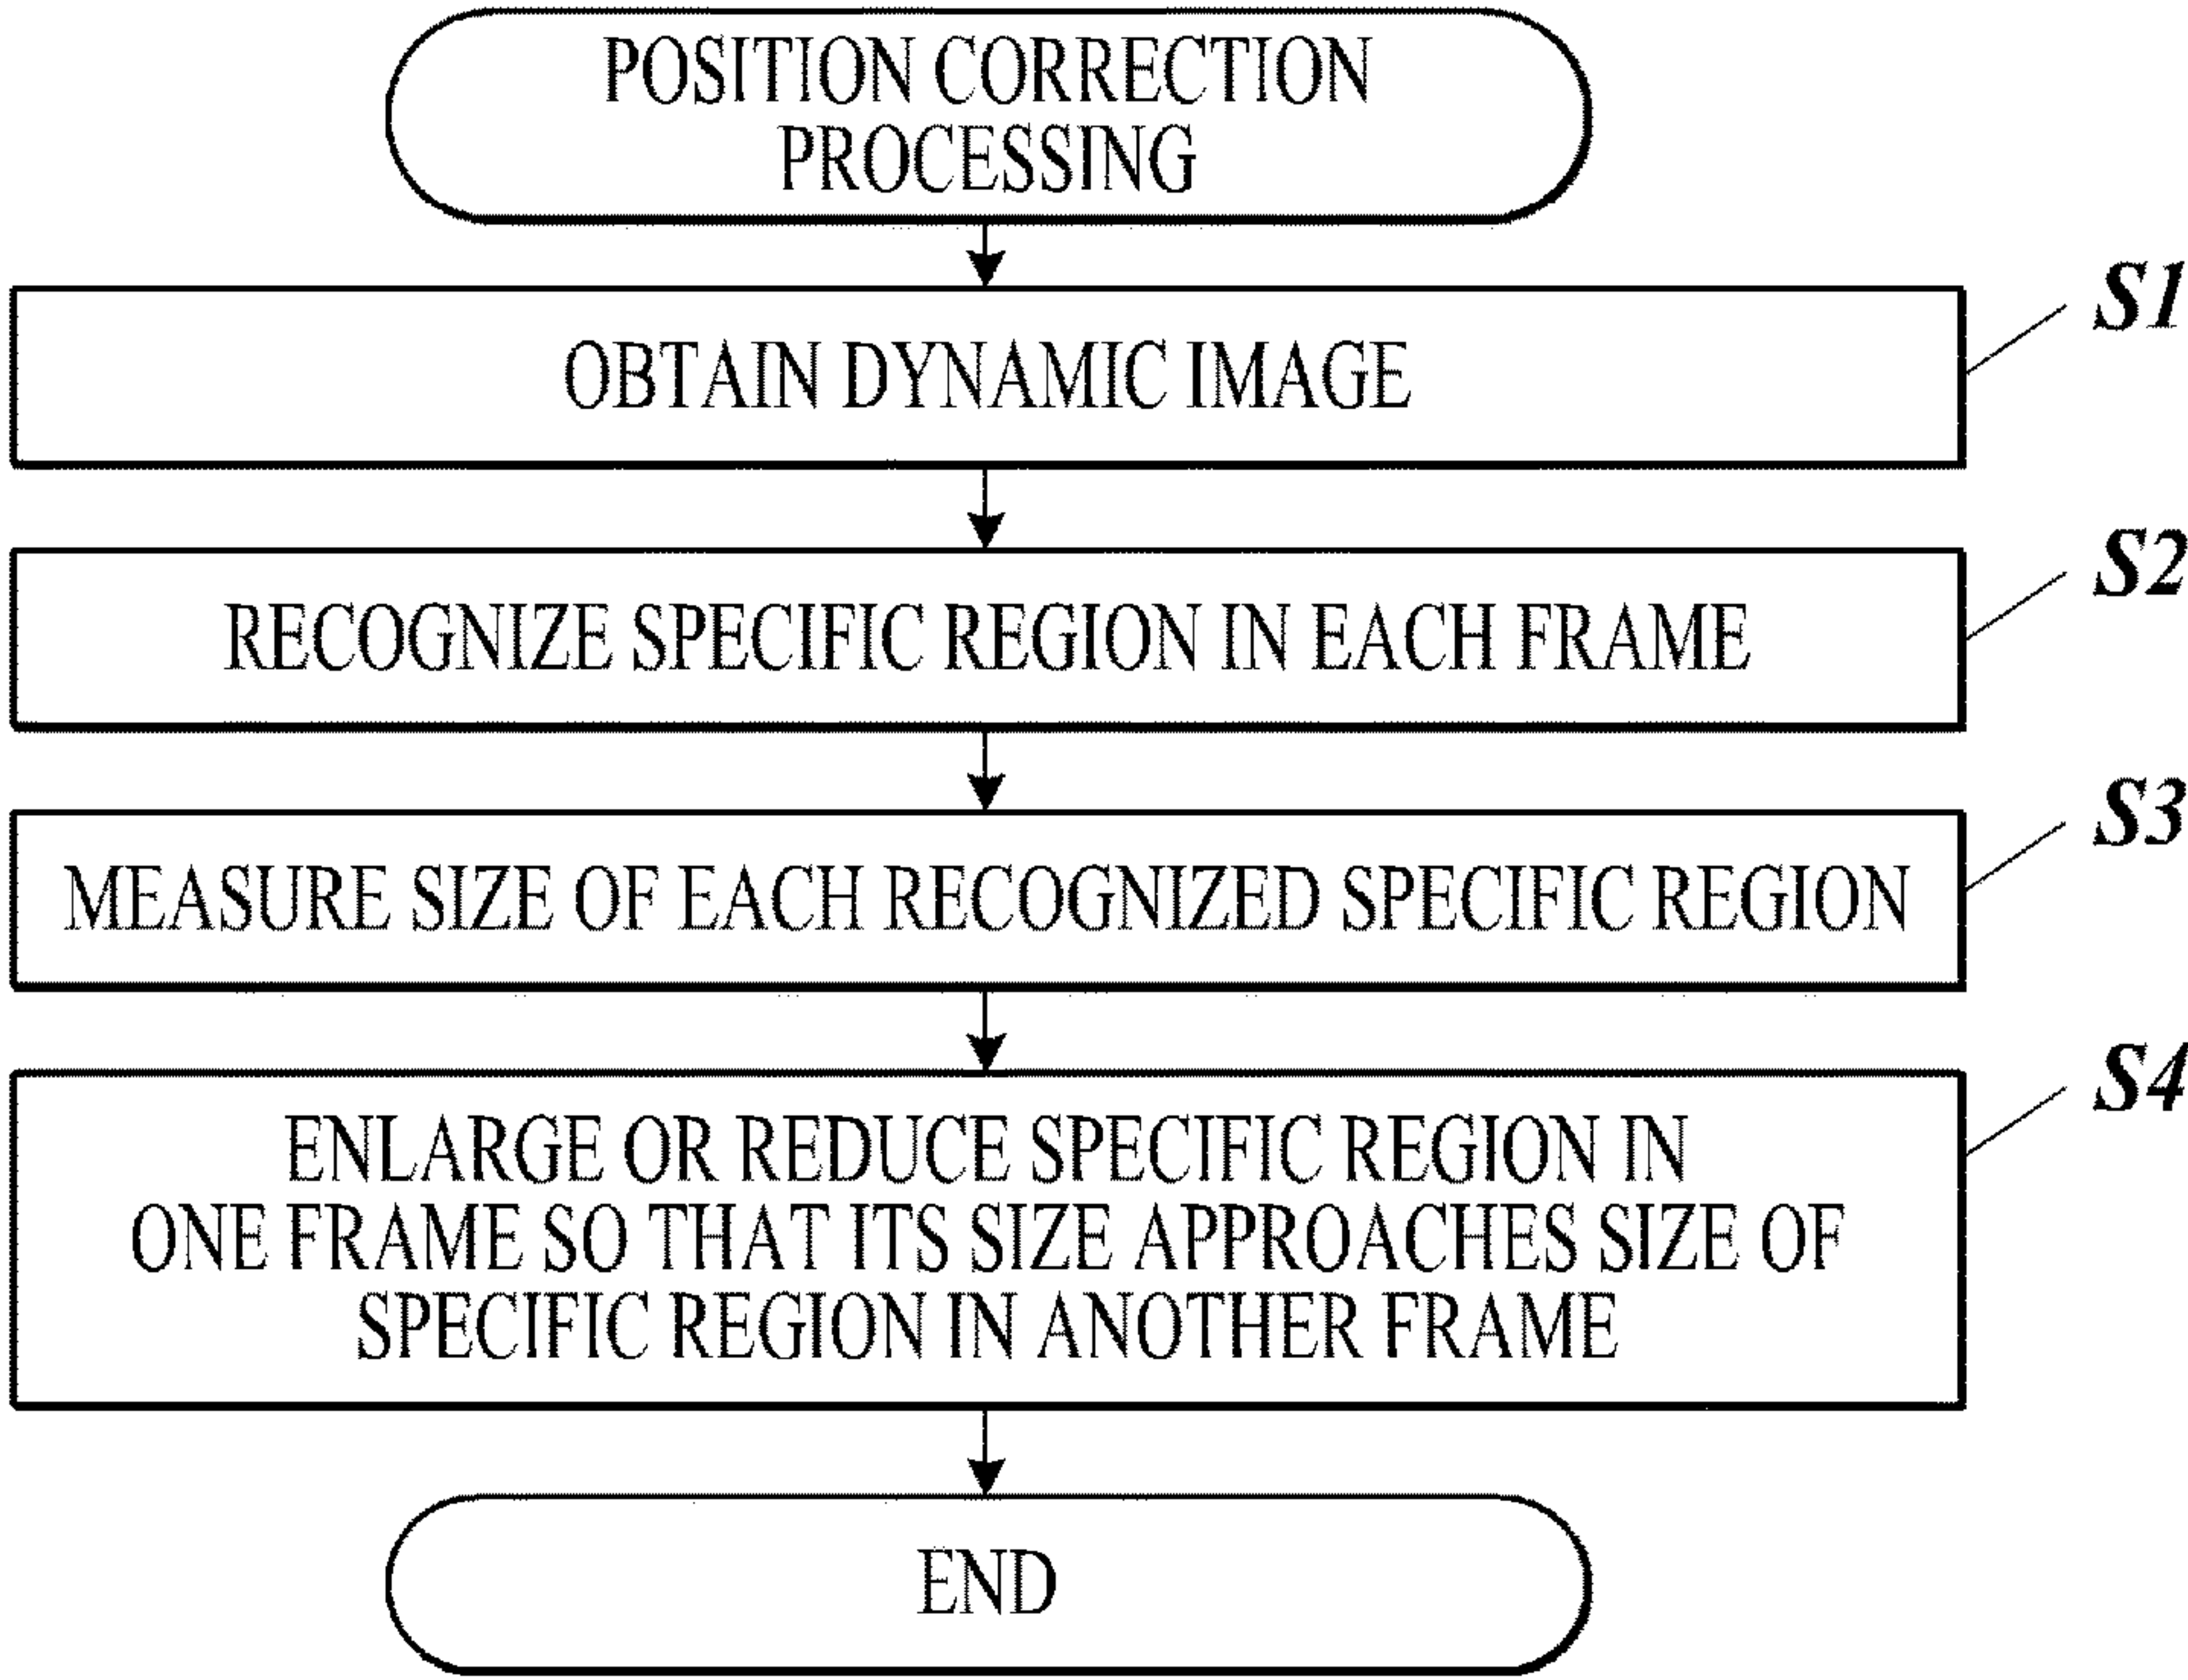 POSITION CORRECTION
PROCESSING
S1
OBTAIN DYNAMIC IMAGE
S2
RECOGNIZE SPECIFIC REGION IN EACH FRAME
S3
MEASURE SIZE OF EACH RECOGNIZED SPECIFIC REGION
S4
ENLARGE OR REDUCE SPECIFIC REGION IN
ONE FRAME SO THAT ITS SIZE APPROACHES SIZE OF
SPECIFIC REGION IN ANOTHER FRAME
END